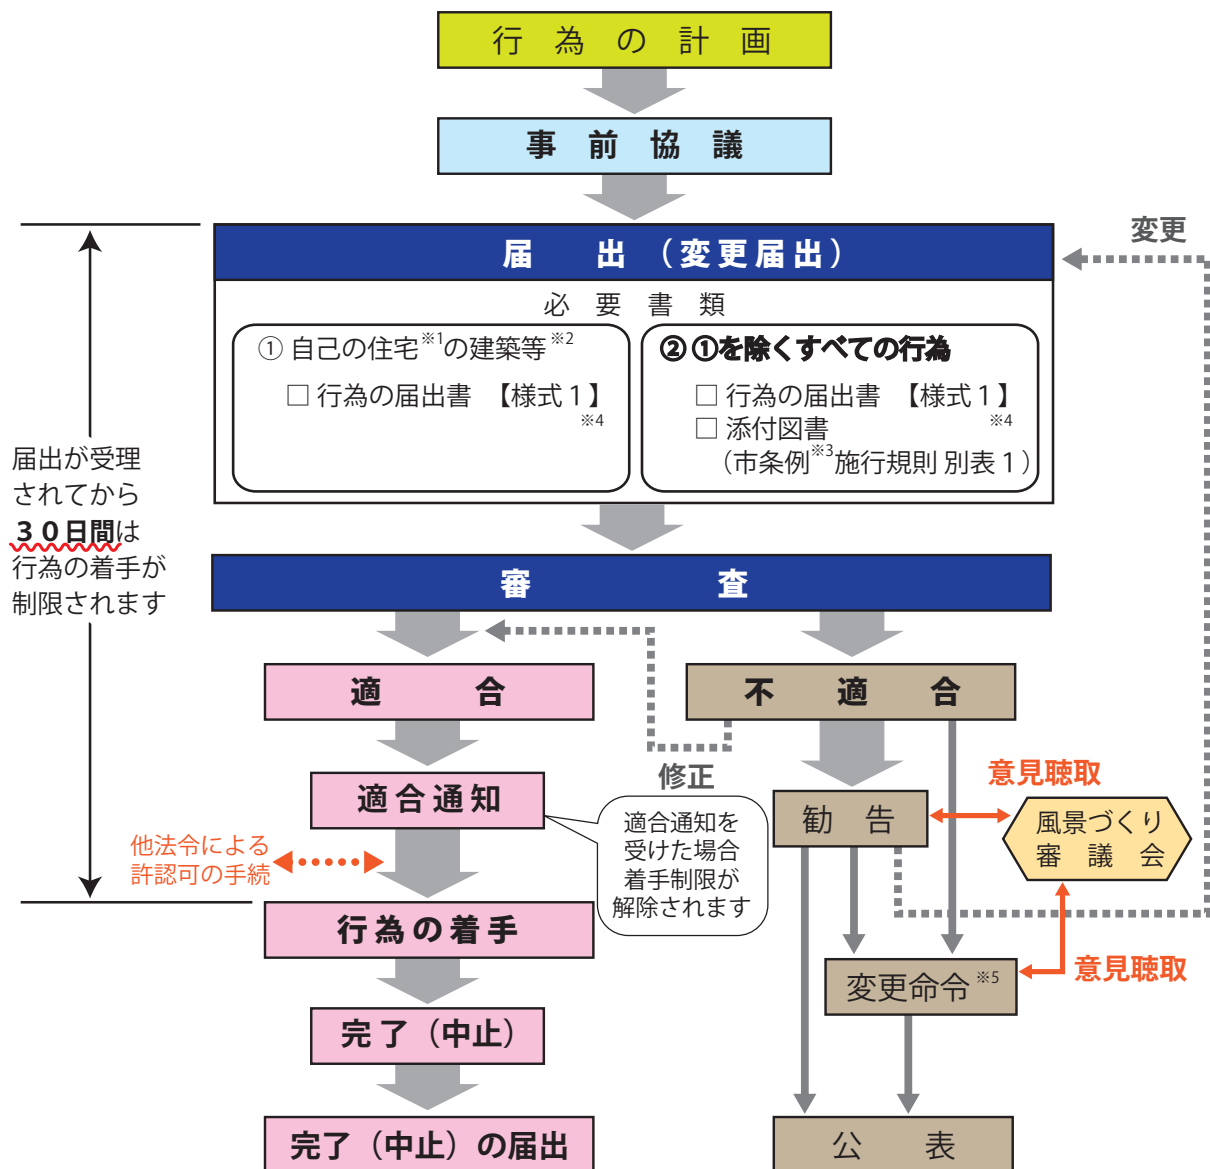 行為の計画
事前協議
変更
届出（変更届出）
必要書類
① 自己の住宅※1の建築等※2
□ 行為の届出書 【様式１】
※4
② ①を除くすべての行為
□ 行為の届出書 【様式１】
※4
□ 添付図書
（市条例※3施行規則 別表１）
届出が受理
されてから
３０日間は
行為の着手が
制限されます
審査
適合
不適合
修正
適合通知
適合通知を
受けた場合
着手制限が
解除されます
勧告
意見聴取
風景づくり
審議会
他法令による
許認可の手続
行為の着手
変更命令※5
意見聴取
完了（中止）
完了（中止）の届出
公表